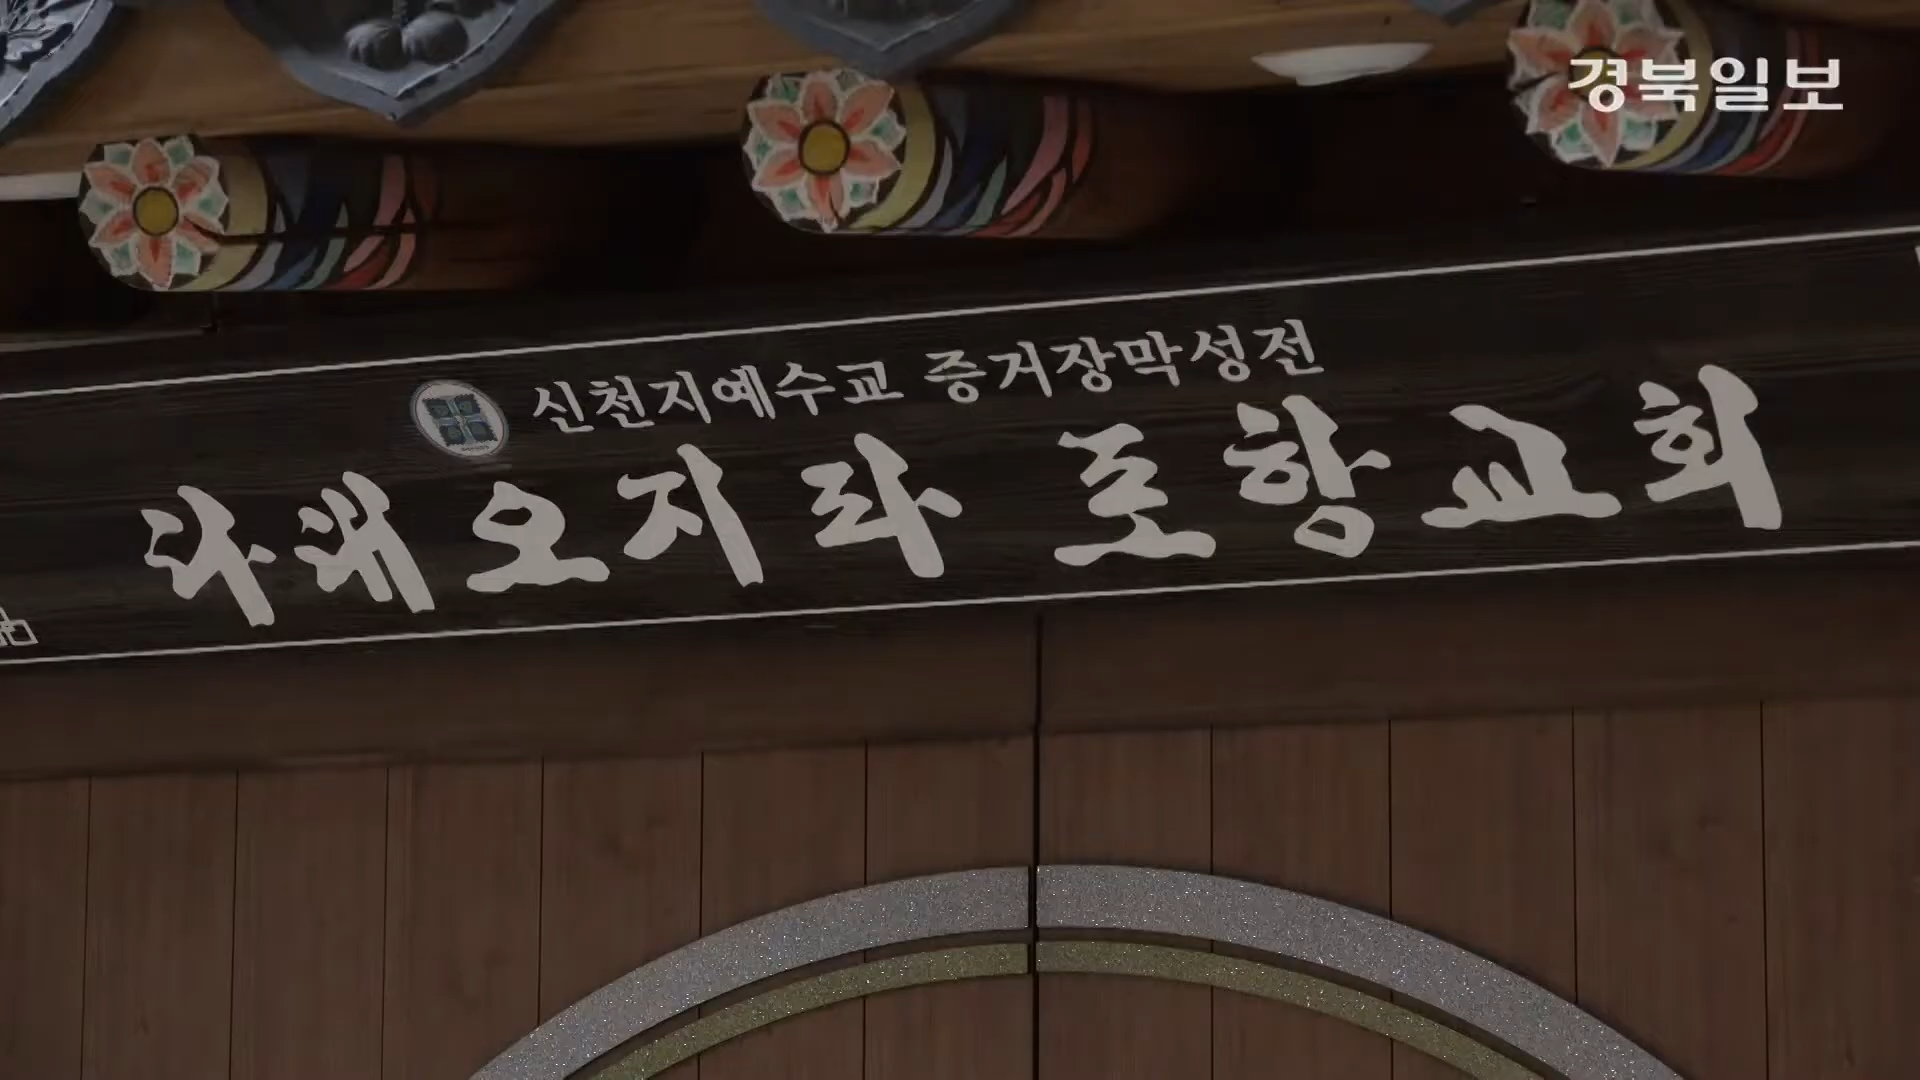 경북일보
신천지예수교 증거장막성전
다대오지라 포항교회